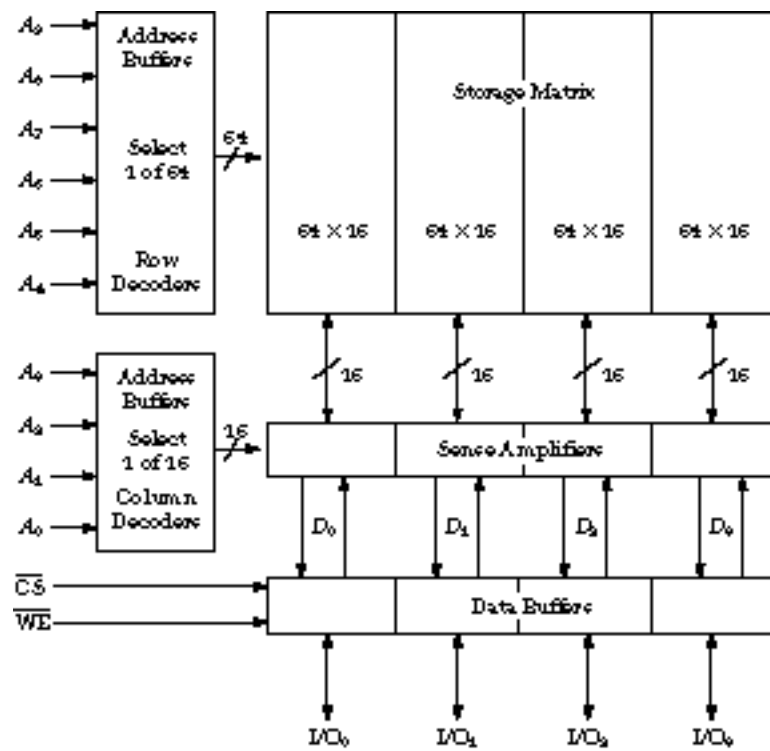 A₉
A₈
A₇
A₆
A₅
A₄
Address
Buffers
Select
1 of 64
Row
Decoders
64
Storage Matrix
64 × 16
64 × 16
64 × 16
64 × 16
16
16
16
16
A₃
A₂
A₁
A₀
Address
Buffers
Select
1 of 16
Column
Decoders
16
Sense Amplifiers
D₀
D₁
D₂
D₃
C̅S̅
W̅E̅
Data Buffers
I/O₀
I/O₁
I/O₂
I/O₃